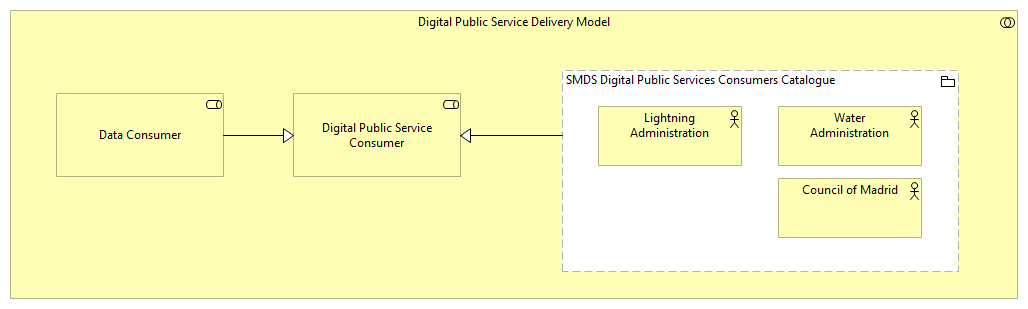 Digital Public Service Delivery Model
SMDS Digital Public Services Consumers Catalogue
Data Consumer
Digital Public Service
Consumer
Lightning
Administration
Water
Administration
Council of Madrid